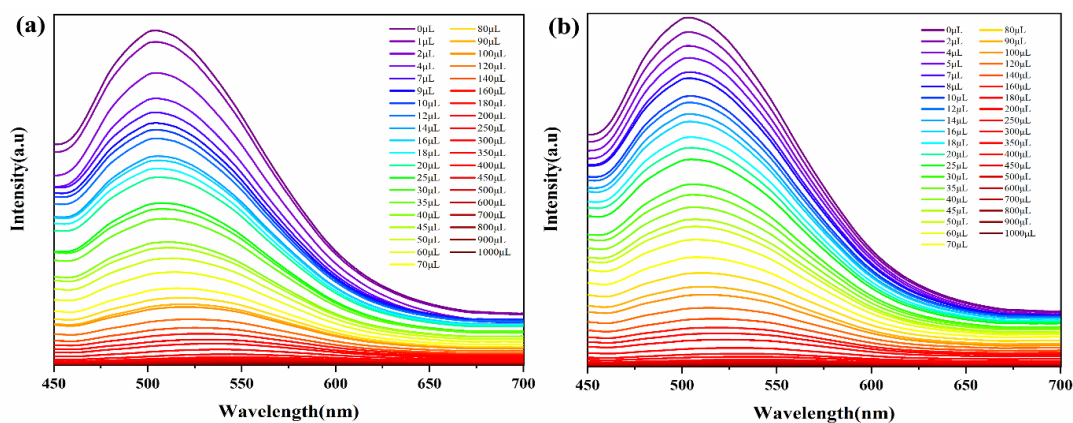 (a)
Intensity(a.u)
0μL 80μL
1μL 90μL
2μL 100μL
4μL 120μL
7μL 140μL
9μL 160μL
10μL 180μL
12μL 200μL
14μL 250μL
16μL 300μL
18μL 350μL
20μL 400μL
25μL 450μL
30μL 500μL
35μL 600μL
40μL 700μL
45μL 800μL
50μL 900μL
60μL 1000μL
70μL
450 500 550 600 650 700
Wavelength(nm)
(b)
Intensity(a.u)
0μL 80μL
2μL 90μL
4μL 100μL
5μL 120μL
7μL 140μL
8μL 160μL
10μL 180μL
12μL 200μL
14μL 250μL
16μL 300μL
18μL 350μL
20μL 400μL
25μL 450μL
30μL 500μL
35μL 600μL
40μL 700μL
45μL 800μL
50μL 900μL
60μL 1000μL
70μL
450 500 550 600 650 700
Wavelength(nm)